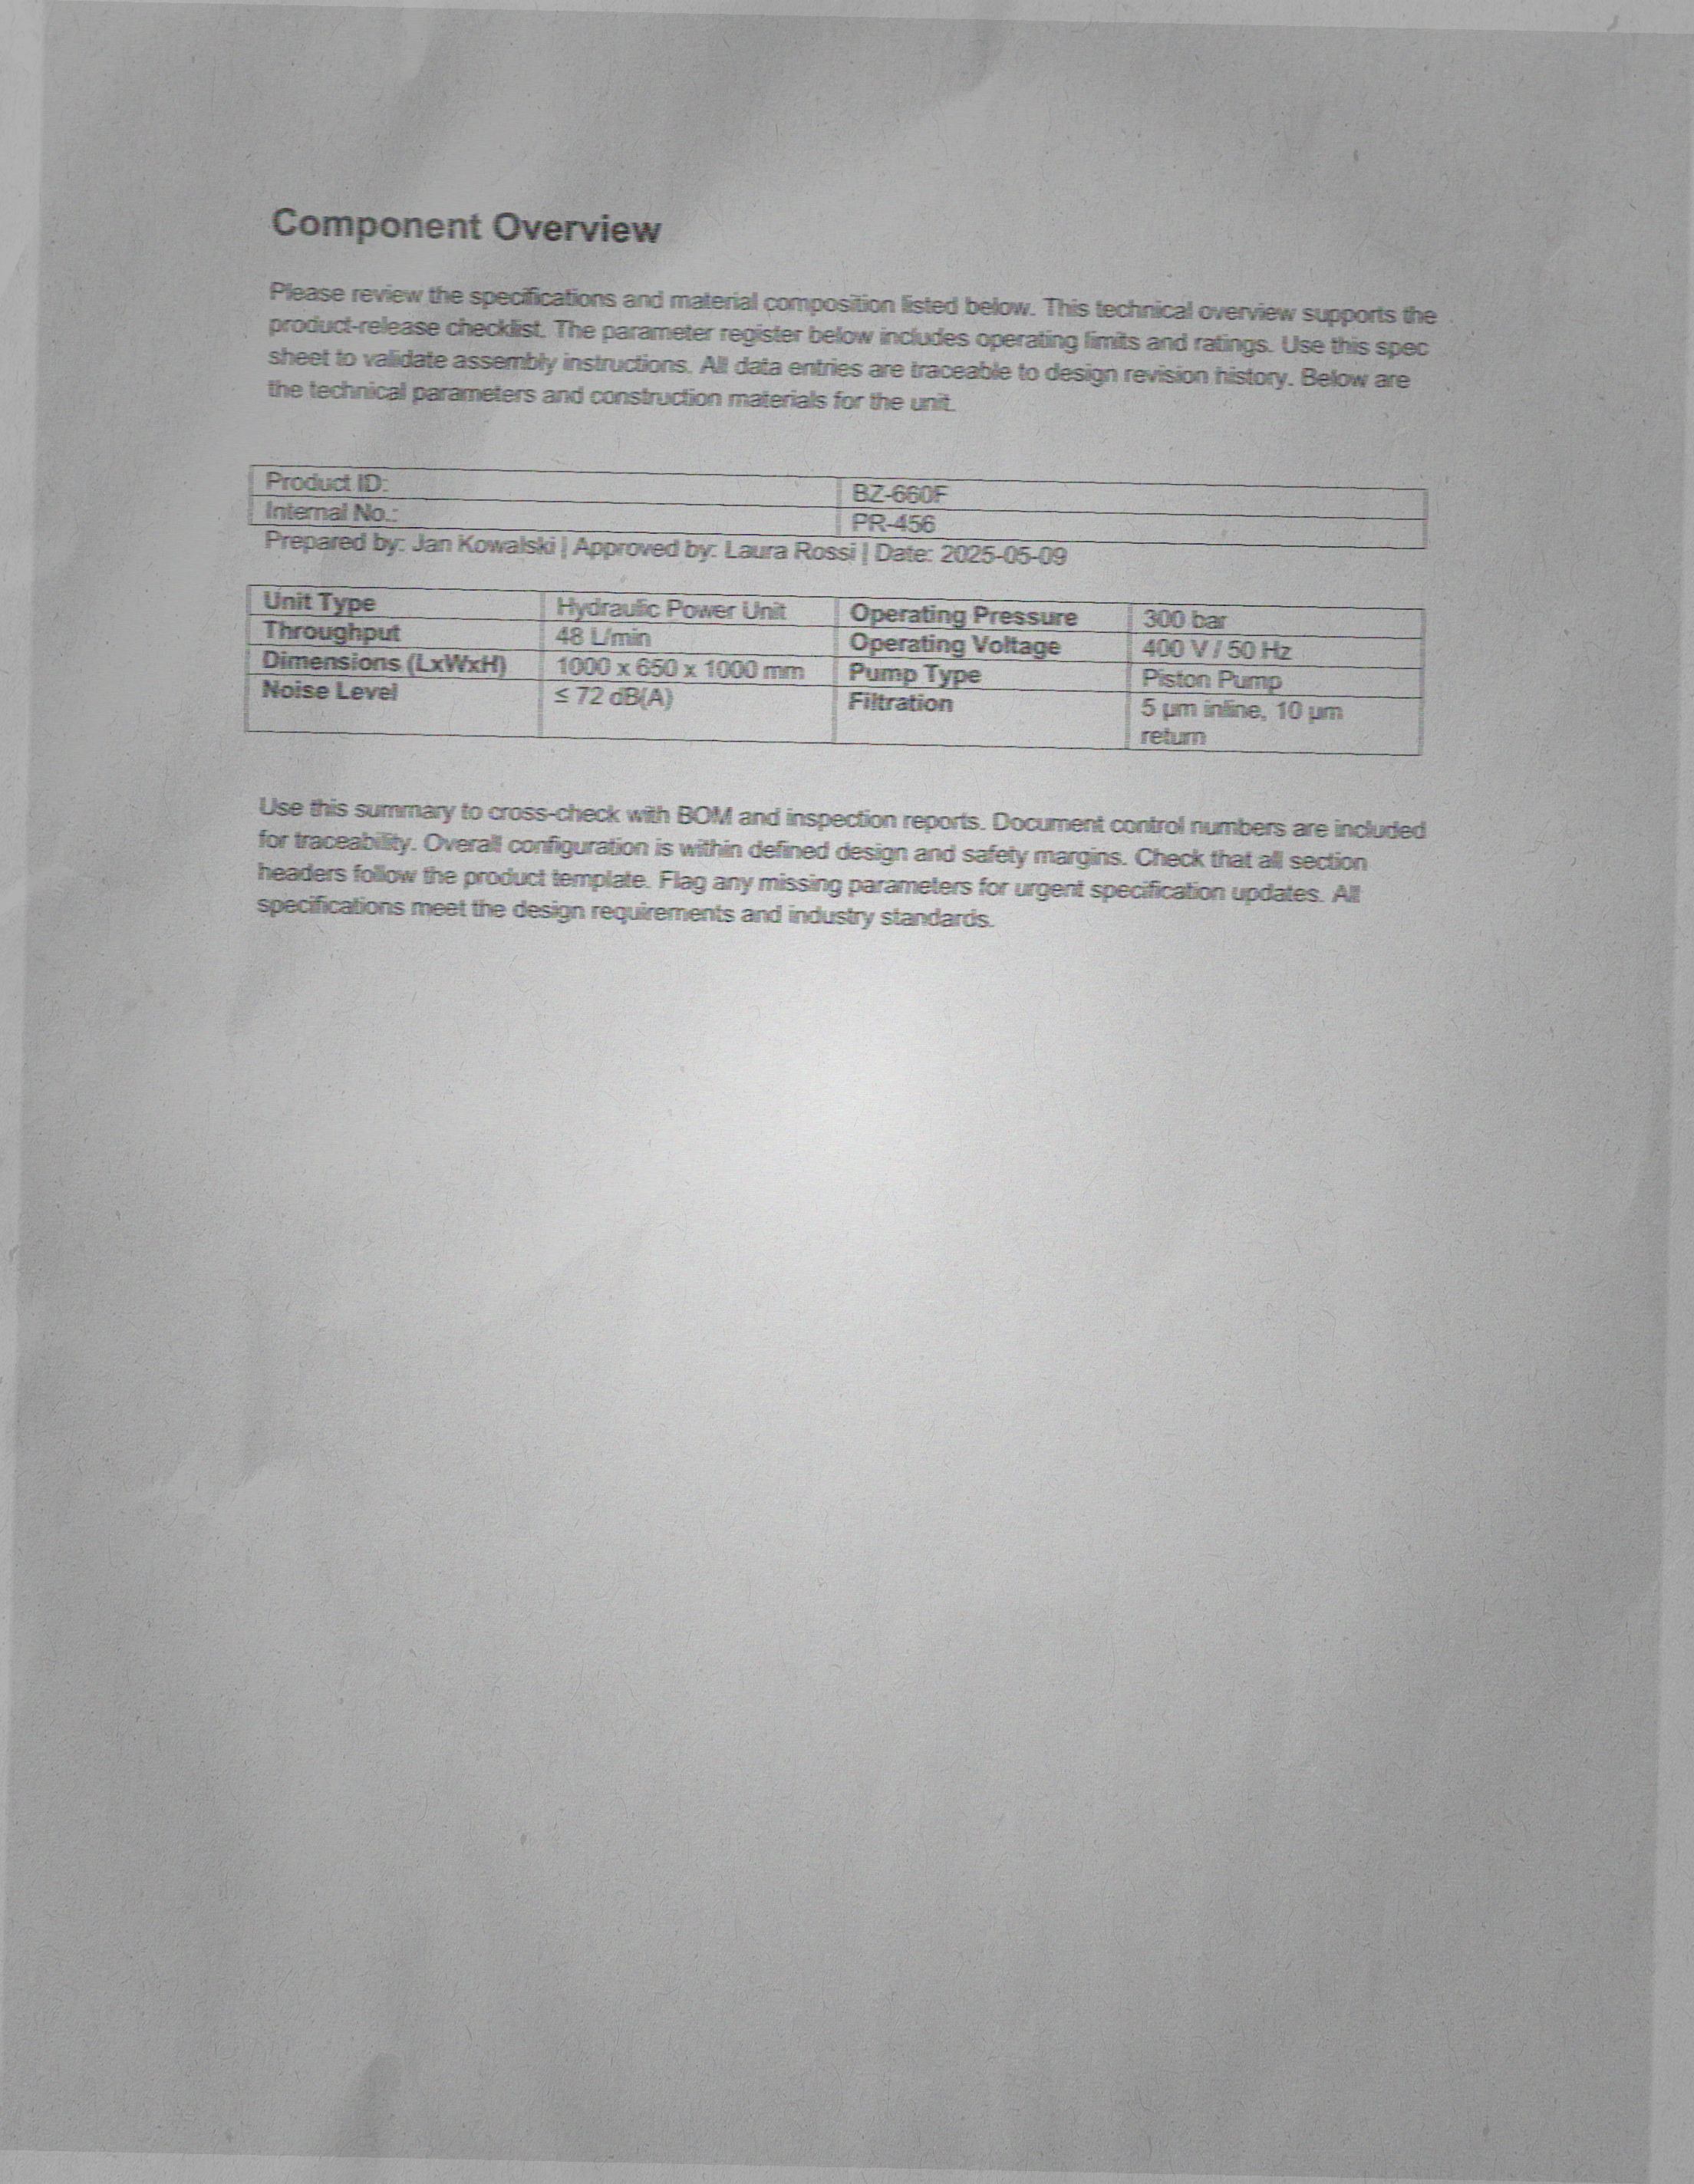 Component Overview
Please review the specifications and material composition listed below. This technical overview supports the
product-release checklist. The parameter register below includes operating limits and ratings. Use this spec
sheet to validate assembly instructions. All data entries are traceable to design revision history. Below are
the technical parameters and construction materials for the unit.
Product ID: BZ-660F
Internal No.: PR-456
Prepared by: Jan Kowalski | Approved by: Laura Rossi | Date: 2025-05-09
Unit Type Hydraulic Power Unit Operating Pressure 300 bar
Throughput 48 L/min Operating Voltage 400 V / 50 Hz
Dimensions (LxWxH) 1000 x 650 x 1000 mm Pump Type Piston Pump
Noise Level ≤ 72 dB(A) Filtration 5 µm inline, 10 µm
return
Use this summary to cross-check with BOM and inspection reports. Document control numbers are included
for traceability. Overall configuration is within defined design and safety margins. Check that all section
headers follow the product template. Flag any missing parameters for urgent specification updates. All
specifications meet the design requirements and industry standards.